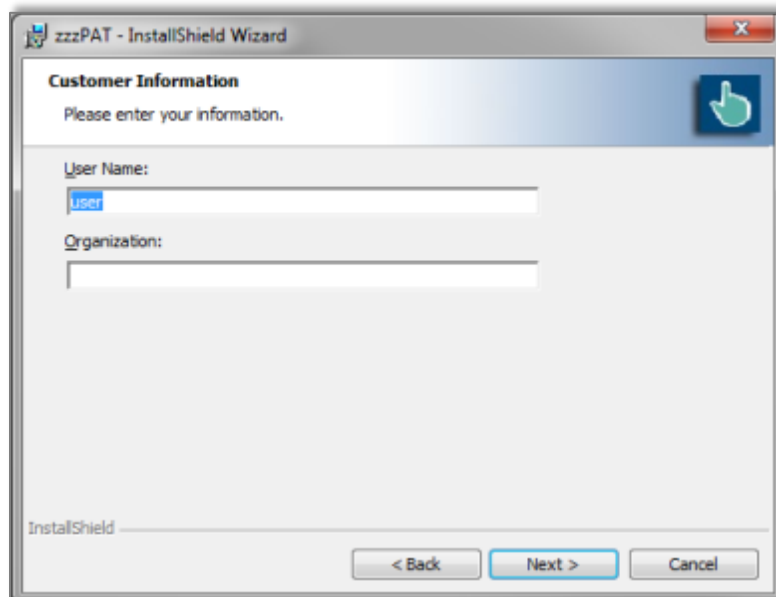 zzzPAT - InstallShield Wizard
Customer Information
Please enter your information.
User Name:
user
Organization:
InstallShield
< Back Next > Cancel